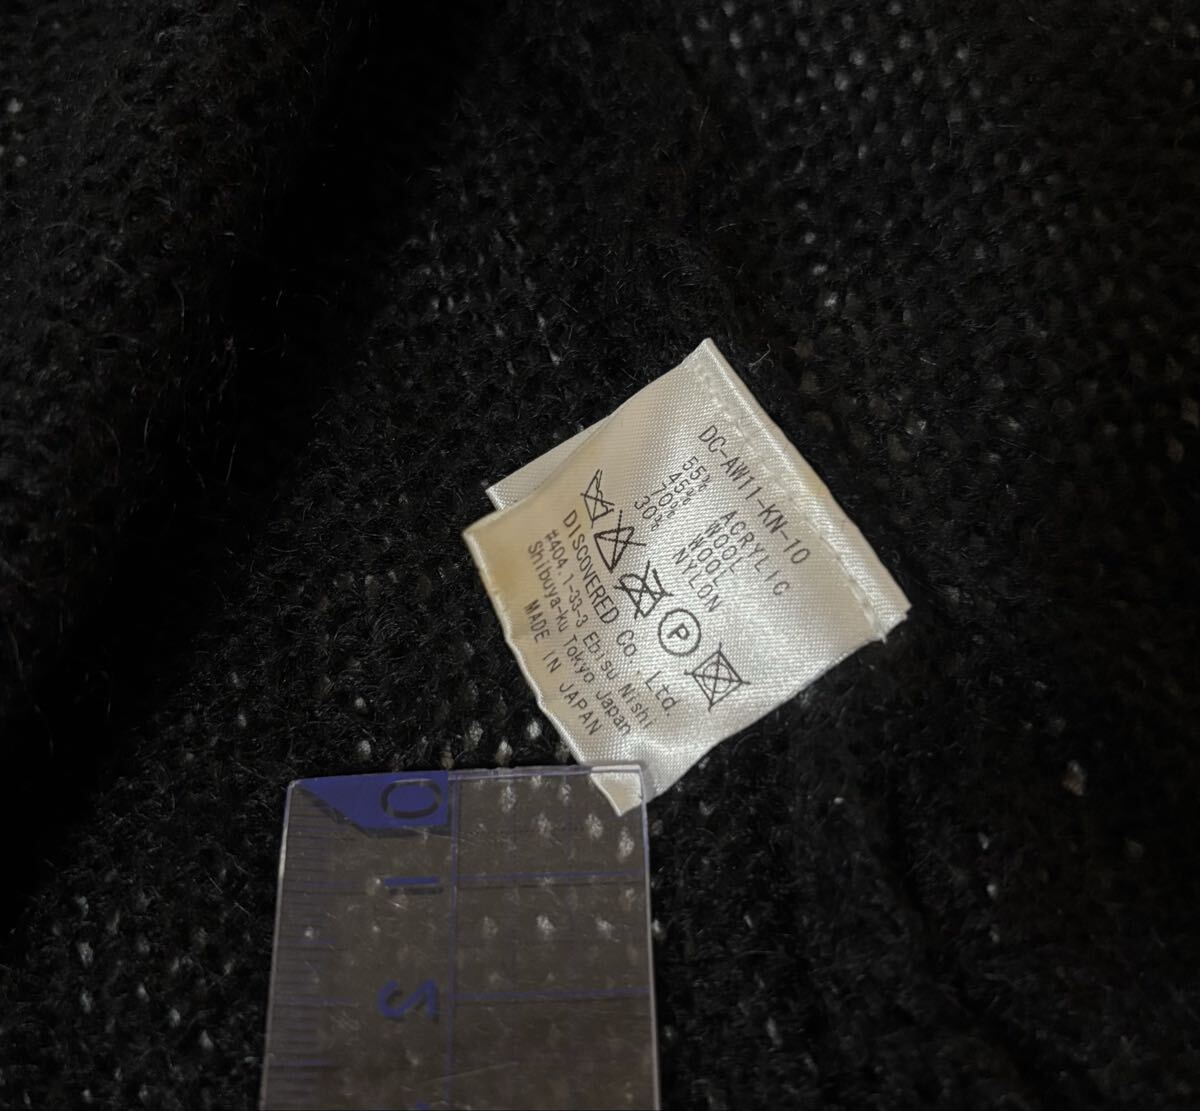 DC-AW11-KN-10
55% ACRYLIC
45% WOOL
70% WOOL
30% NYLON
P
DISCOVERED Co., Ltd.
#404.1-33-3 Ebisu Nishi
Shibuya-ku Tokyo Japan
MADE IN JAPAN
0
1
2